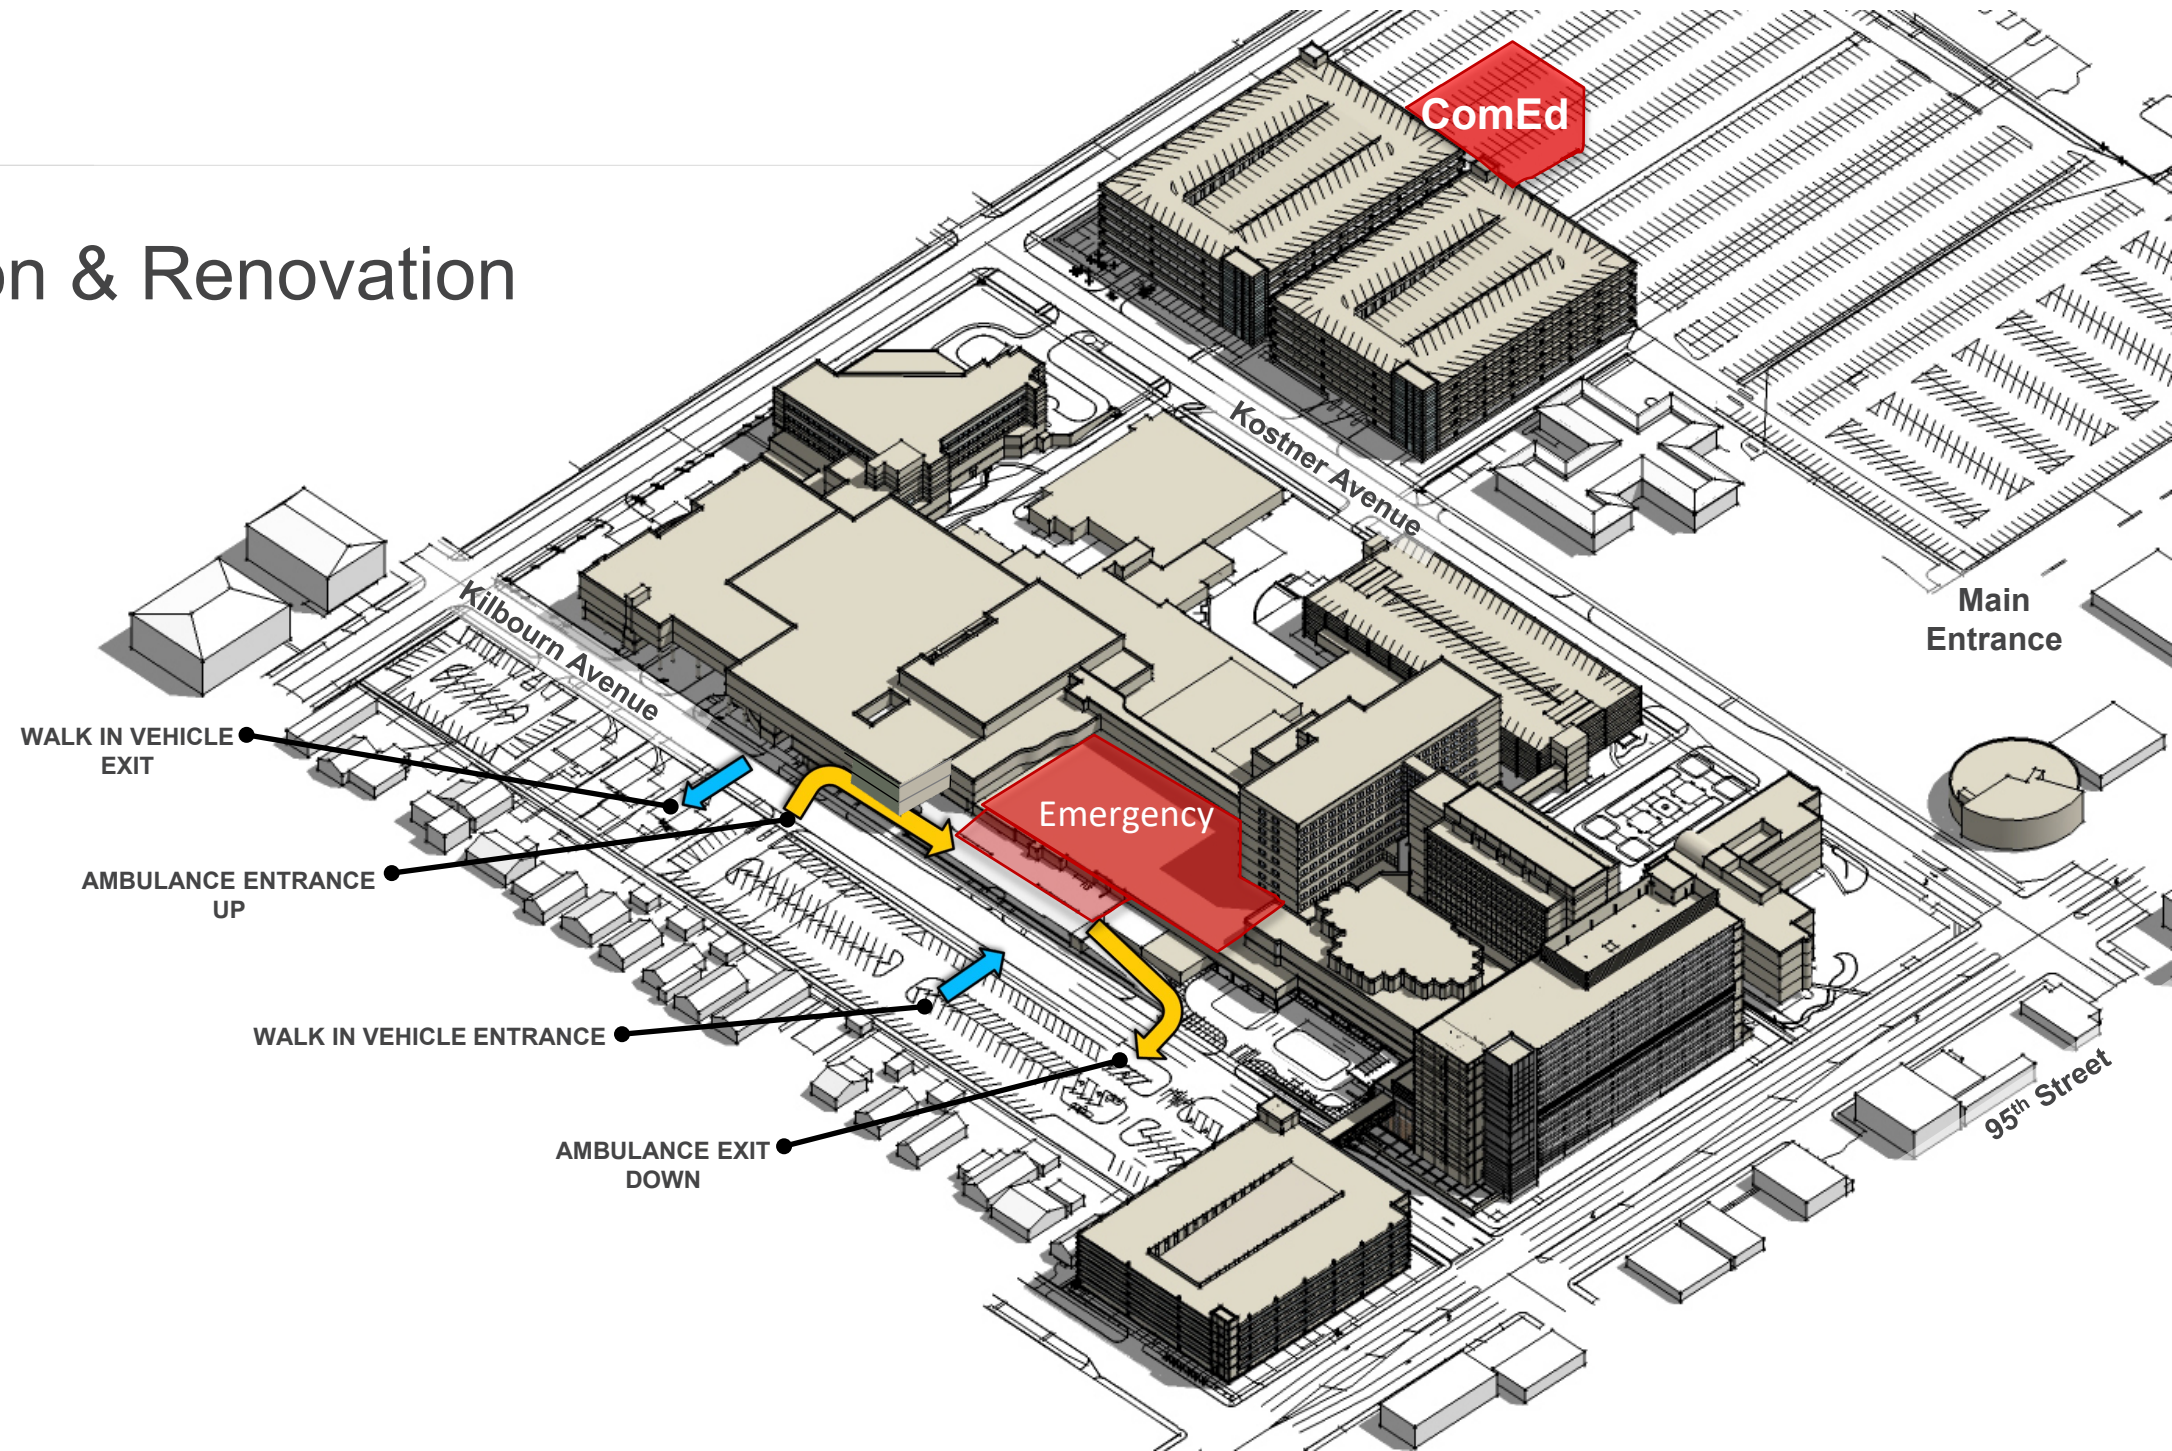 ComEd
on & Renovation
Kostner Avenue
Main
Entrance
Kilbourn Avenue
WALK IN VEHICLE
EXIT
Emergency
AMBULANCE ENTRANCE
UP
WALK IN VEHICLE ENTRANCE
95th Street
AMBULANCE EXIT
DOWN